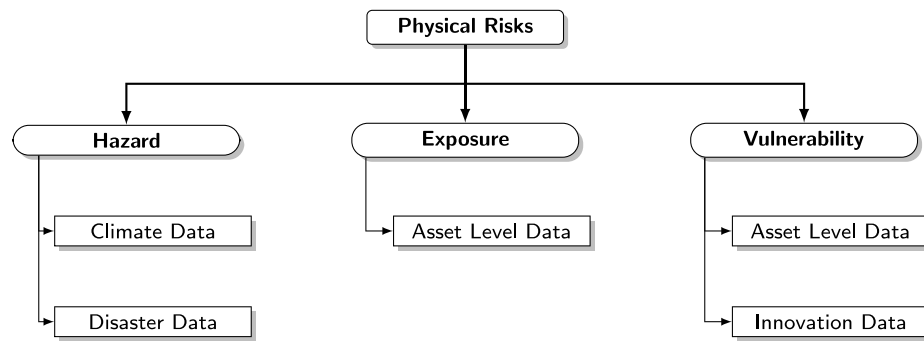 Physical Risks
Hazard
Exposure
Vulnerability
Climate Data
Asset Level Data
Asset Level Data
Disaster Data
Innovation Data